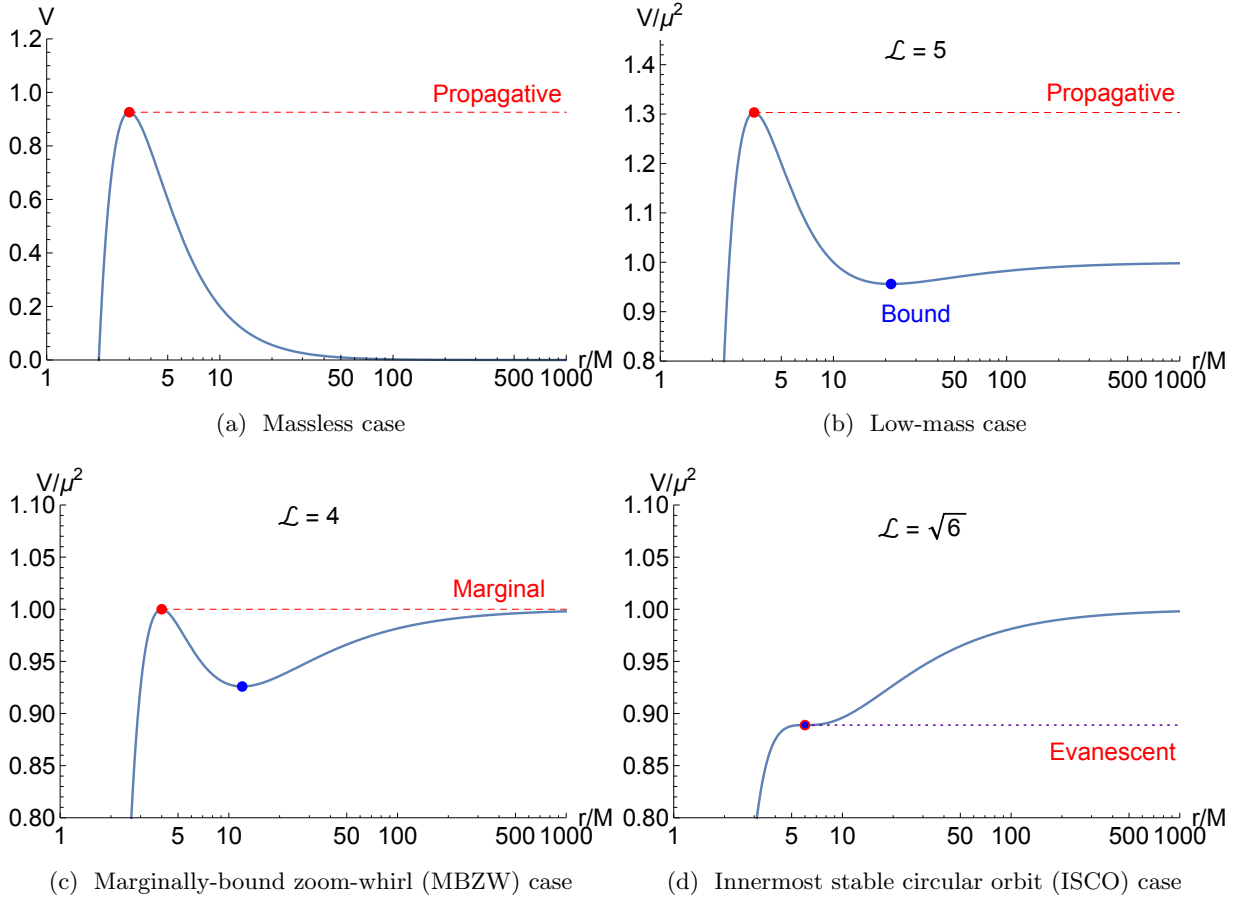 V
1.2
1.0
0.8
0.6
0.4
0.2
0.0
Propagative
1 5 10 50 100 500 1000
r/M
(a) Massless case
V/μ²
ℒ = 5
1.4
1.3
1.2
1.1
1.0
0.9
0.8
Propagative
Bound
1 5 10 50 100 500 1000
r/M
(b) Low-mass case
V/μ²
ℒ = 4
1.10
1.05
1.00
0.95
0.90
0.85
0.80
Marginal
1 5 10 50 100 500 1000
r/M
(c) Marginally-bound zoom-whirl (MBZW) case
V/μ²
ℒ = √6
1.10
1.05
1.00
0.95
0.90
0.85
0.80
Evanescent
1 5 10 50 100 500 1000
r/M
(d) Innermost stable circular orbit (ISCO) case